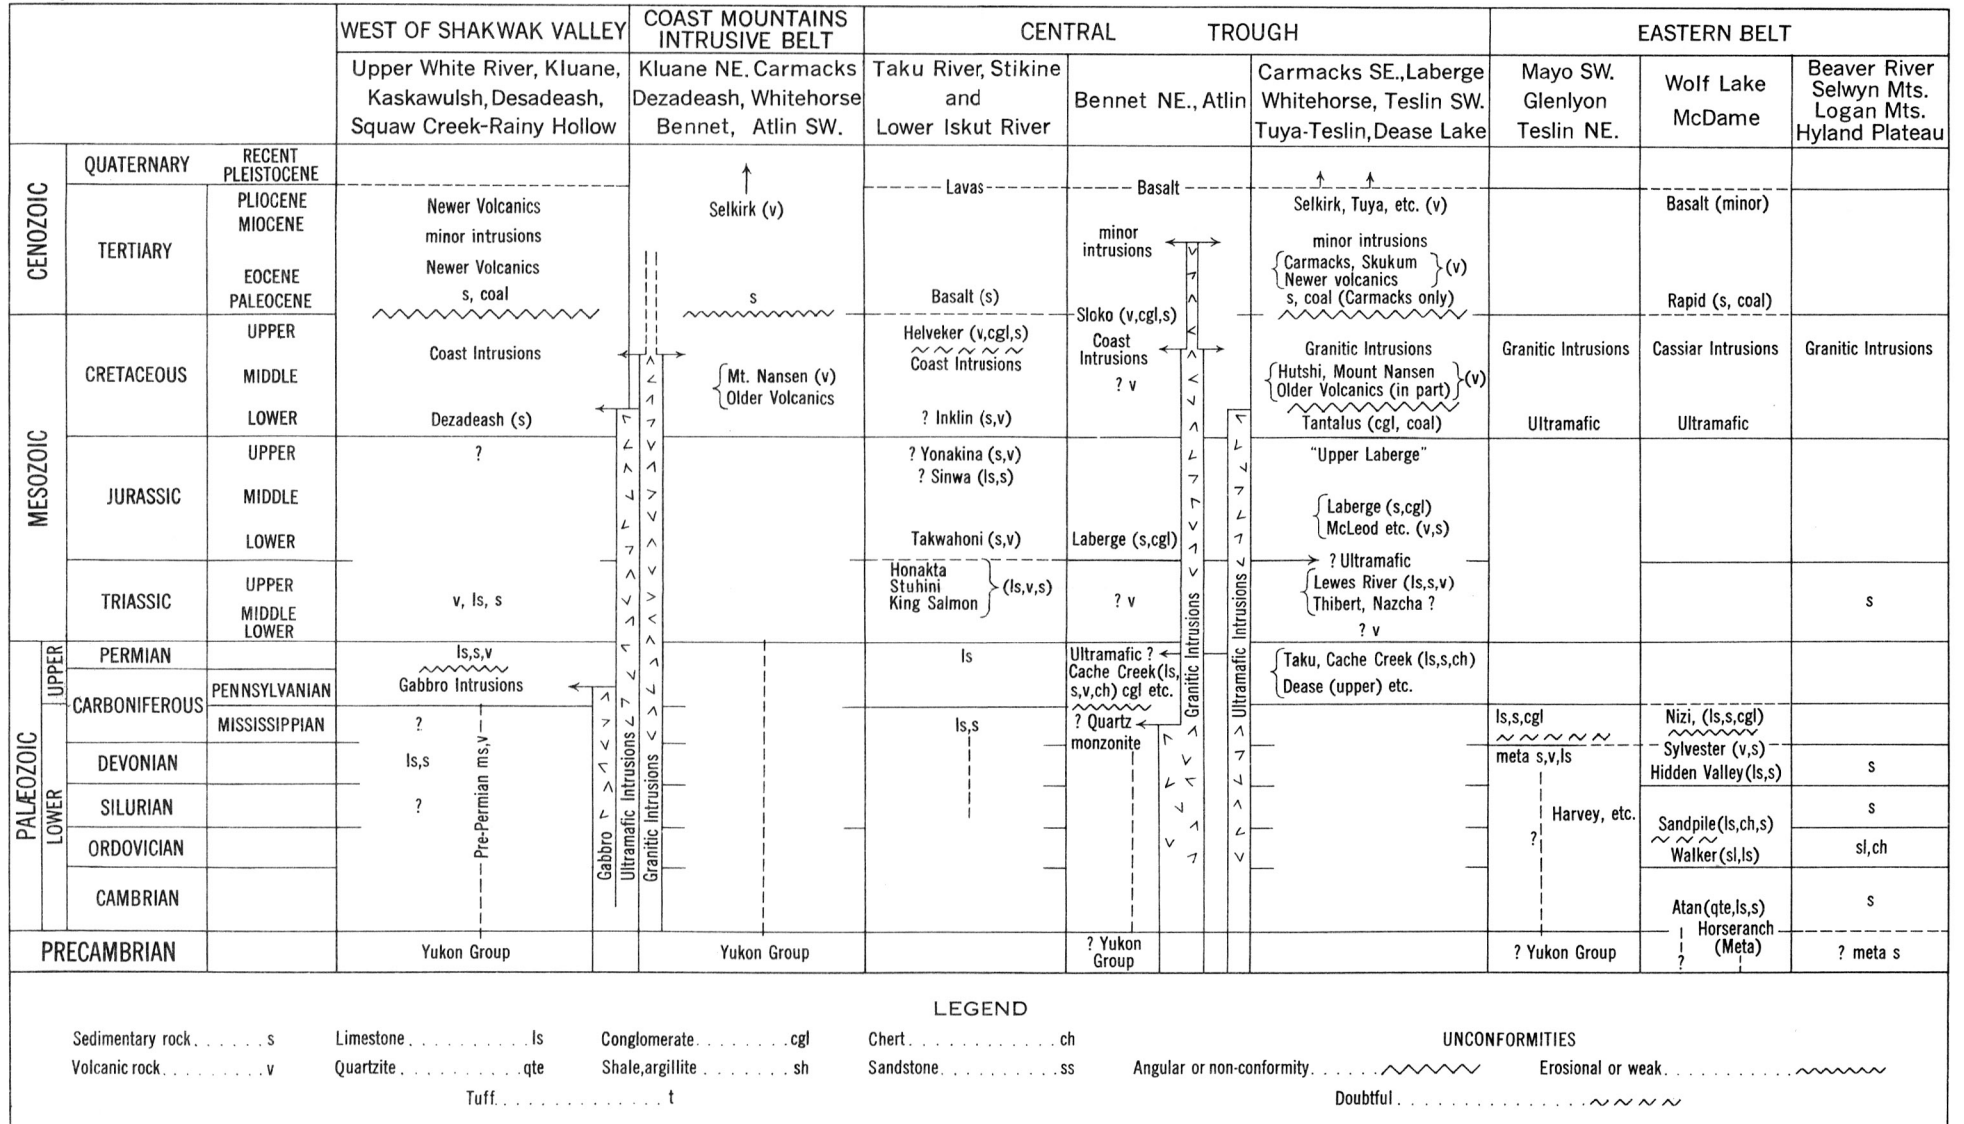 WEST OF SHAKWAK VALLEY
COAST MOUNTAINS
INTRUSIVE BELT
CENTRAL TROUGH
EASTERN BELT
Upper White River, Kluane,
Kaskawulsh, Desadeash,
Squaw Creek-Rainy Hollow
Kluane NE. Carmacks
Dezadeash, Whitehorse
Bennet, Atlin SW.
Taku River, Stikine
and
Lower Iskut River
Bennet NE., Atlin
Carmacks SE., Laberge
Whitehorse, Teslin SW.
Tuya-Teslin, Dease Lake
Mayo SW.
Glenlyon
Teslin NE.
Wolf Lake
McDame
Beaver River
Selwyn Mts.
Logan Mts.
Hyland Plateau
CENOZOIC
QUATERNARY
RECENT
PLEISTOCENE
Lavas
Basalt
TERTIARY
PLIOCENE
MIOCENE
EOCENE
PALEOCENE
Newer Volcanics
minor intrusions
Newer Volcanics
s, coal
Selkirk (v)
s
Basalt (s)
minor
intrusions
Sloko (v,cgl,s)
Selkirk, Tuya, etc. (v)
minor intrusions
Carmacks, Skukum
Newer volcanics
(v)
s, coal (Carmacks only)
Basalt (minor)
Rapid (s, coal)
MESOZOIC
CRETACEOUS
UPPER
MIDDLE
LOWER
Coast Intrusions
Dezadeash (s)
Mt. Nansen (v)
Older Volcanics
Helveker (v,cgl,s)
Coast Intrusions
? Inklin (s,v)
Coast
Intrusions
? v
Granitic Intrusions
Hutshi, Mount Nansen
Older Volcanics (in part)
(v)
Tantalus (cgl, coal)
Granitic Intrusions
Ultramafic
Cassiar Intrusions
Ultramafic
Granitic Intrusions
JURASSIC
UPPER
MIDDLE
LOWER
?
? Yonakina (s,v)
? Sinwa (ls,s)
Takwahoni (s,v)
Laberge (s,cgl)
"Upper Laberge"
Laberge (s,cgl)
McLeod etc. (v,s)
? Ultramafic
TRIASSIC
UPPER
MIDDLE
LOWER
v, ls, s
Honakta
Stuhini
King Salmon
(ls,v,s)
? v
Lewes River (ls,s,v)
Thibert, Nazcha ?
? v
s
PALÆOZOIC
UPPER
LOWER
PERMIAN
ls,s,v
ls
Ultramafic ?
Cache Creek (ls,
s,v,ch) cgl etc.
Taku, Cache Creek (ls,s,ch)
Dease (upper) etc.
CARBONIFEROUS
PENNSYLVANIAN
MISSISSIPPIAN
Gabbro Intrusions
?
ls,s
? Quartz
monzonite
ls,s,cgl
Nizi, (ls,s,cgl)
DEVONIAN
ls,s
meta s,v,ls
Sylvester (v,s)
Hidden Valley (ls,s)
s
SILURIAN
?
Harvey, etc.
Sandpile (ls,ch,s)
s
ORDOVICIAN
?
Walker (sl,ls)
sl,ch
CAMBRIAN
Atan (qte,ls,s)
s
Pre-Permian ms,v
Gabbro
Ultramafic Intrusions
Granitic Intrusions
Granitic Intrusions
Ultramafic Intrusions
PRECAMBRIAN
Yukon Group
Yukon Group
? Yukon
Group
? Yukon Group
Horseranch
(Meta)
?
? meta s
LEGEND
Sedimentary rock . . . . . . s
Limestone . . . . . . . . . . . ls
Conglomerate . . . . . . . . cgl
Chert . . . . . . . . . . . . ch
UNCONFORMITIES
Volcanic rock . . . . . . . . . v
Quartzite . . . . . . . . . . . qte
Shale, argillite . . . . . . . . sh
Sandstone . . . . . . . . . . . ss
Angular or non-conformity . . . . . .
Erosional or weak . . . . . . . . . . .
Tuff . . . . . . . . . . . . . . t
Doubtful . . . . . . . . . . . . . . .